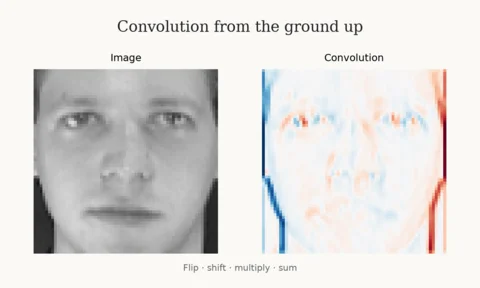 Convolution from the ground up
Image
Convolution
Flip · shift · multiply · sum